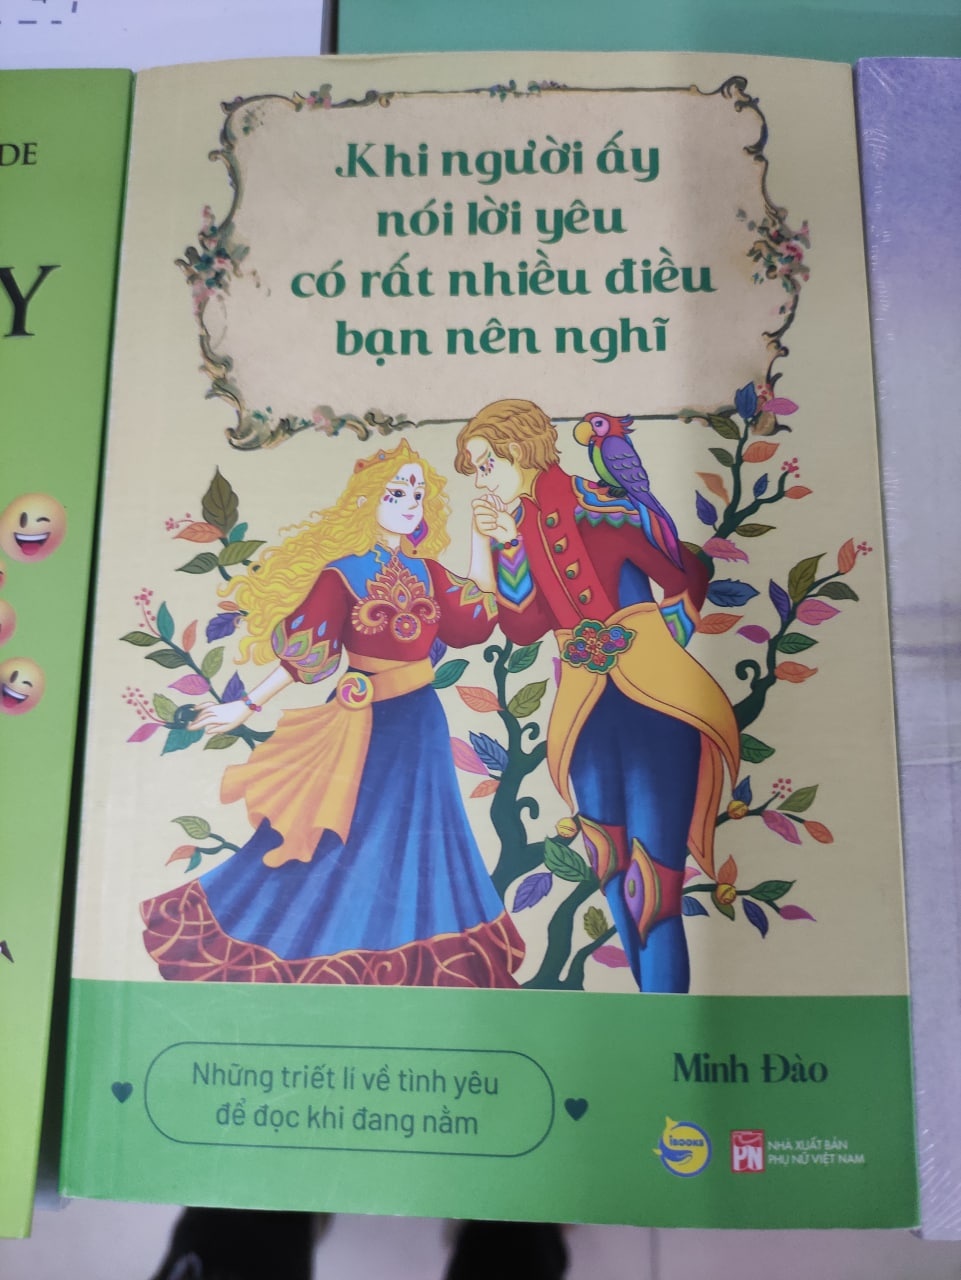 DE
Y
Khi người ấy
nói lời yêu
có rất nhiều điều
bạn nên nghĩ
Những triết lí về tình yêu
để đọc khi đang nằm
Minh Đào
iBOOKS
PN
NHÀ XUẤT BẢN
PHỤ NỮ VIỆT NAM